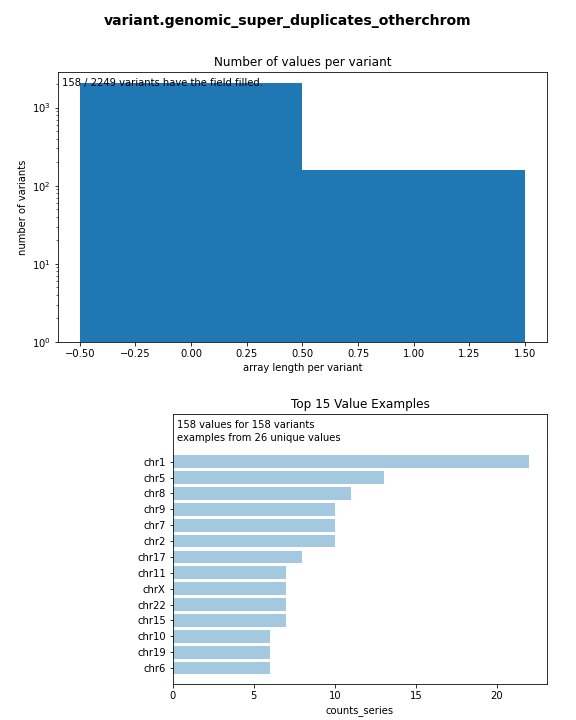 variant.genomic_super_duplicates_otherchrom
Number of values per variant
158 / 2249 variants have the field filled.
10³
10²
10¹
10⁰
number of variants
−0.50
−0.25
0.00
0.25
0.50
0.75
1.00
1.25
1.50
array length per variant
Top 15 Value Examples
158 values for 158 variants
examples from 26 unique values
chr1
chr5
chr8
chr9
chr7
chr2
chr17
chr11
chrX
chr22
chr15
chr10
chr19
chr6
0
5
10
15
20
counts_series